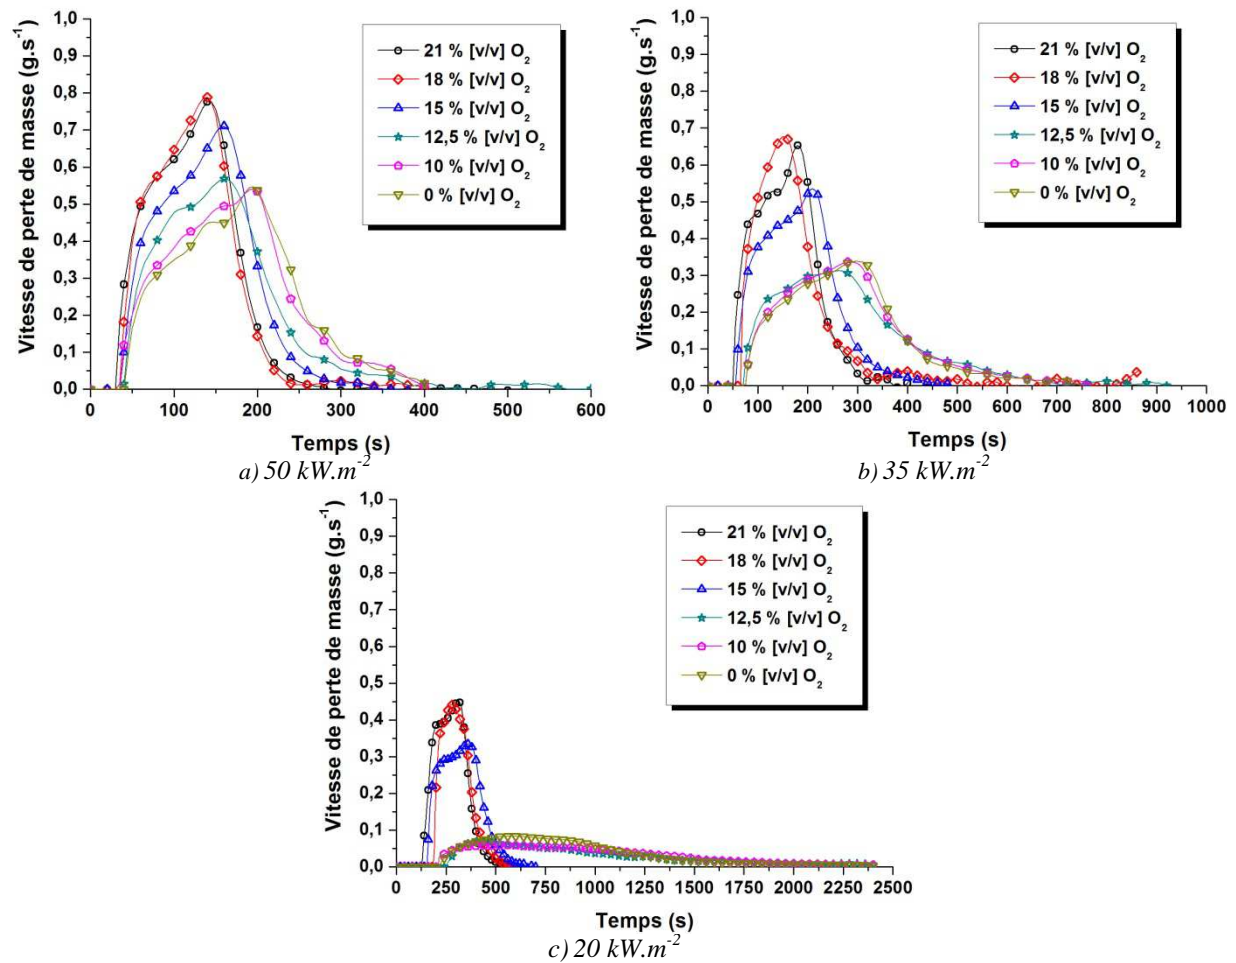 Vitesse de perte de masse (g.s-1)
1,0
0,9
0,8
0,7
0,6
0,5
0,4
0,3
0,2
0,1
0,0
21 % [v/v] O2
18 % [v/v] O2
15 % [v/v] O2
12,5 % [v/v] O2
10 % [v/v] O2
0 % [v/v] O2
0 100 200 300 400 500 600
Temps (s)
a) 50 kW.m-2
Vitesse de perte de masse (g.s-1)
1,0
0,9
0,8
0,7
0,6
0,5
0,4
0,3
0,2
0,1
0,0
21 % [v/v] O2
18 % [v/v] O2
15 % [v/v] O2
12,5 % [v/v] O2
10 % [v/v] O2
0 % [v/v] O2
0 100 200 300 400 500 600 700 800 900 1000
Temps (s)
b) 35 kW.m-2
Vitesse de perte de masse (g.s-1)
1,0
0,9
0,8
0,7
0,6
0,5
0,4
0,3
0,2
0,1
0,0
21 % [v/v] O2
18 % [v/v] O2
15 % [v/v] O2
12,5 % [v/v] O2
10 % [v/v] O2
0 % [v/v] O2
0 250 500 750 1000 1250 1500 1750 2000 2250 2500
Temps (s)
c) 20 kW.m-2